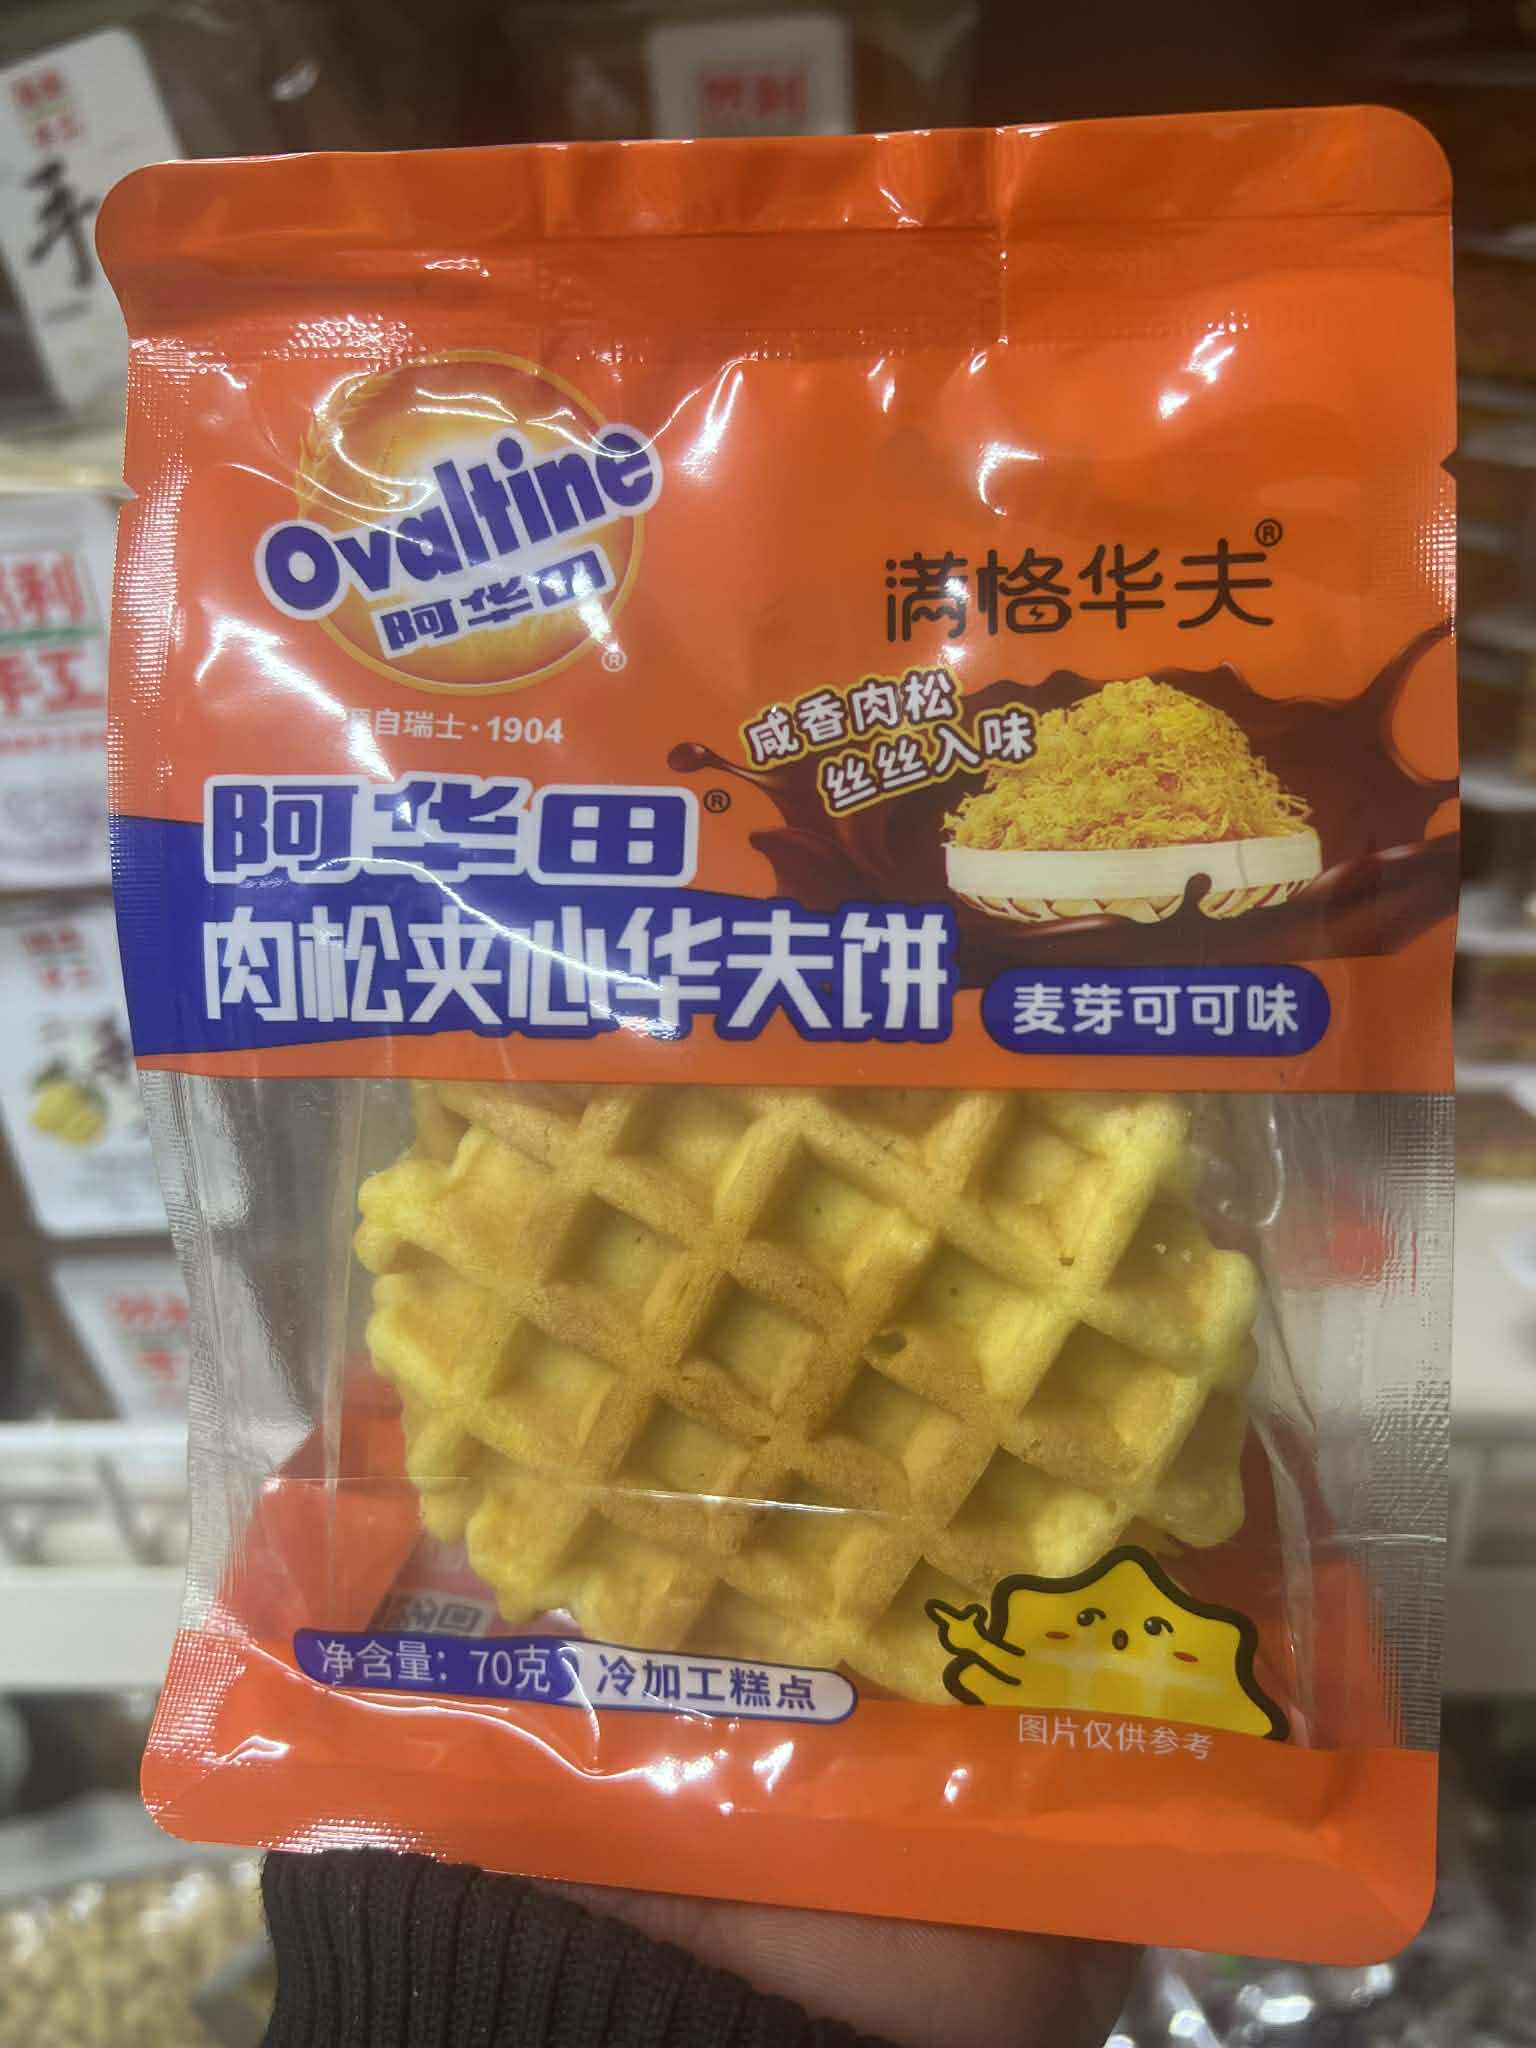 Ovaltine
阿华田
®
源自瑞士·1904
满格华夫®
咸香肉松
丝丝入味
阿华田®
肉松夹心华夫饼
麦芽可可味
净含量：70克
冷加工糕点
图片仅供参考